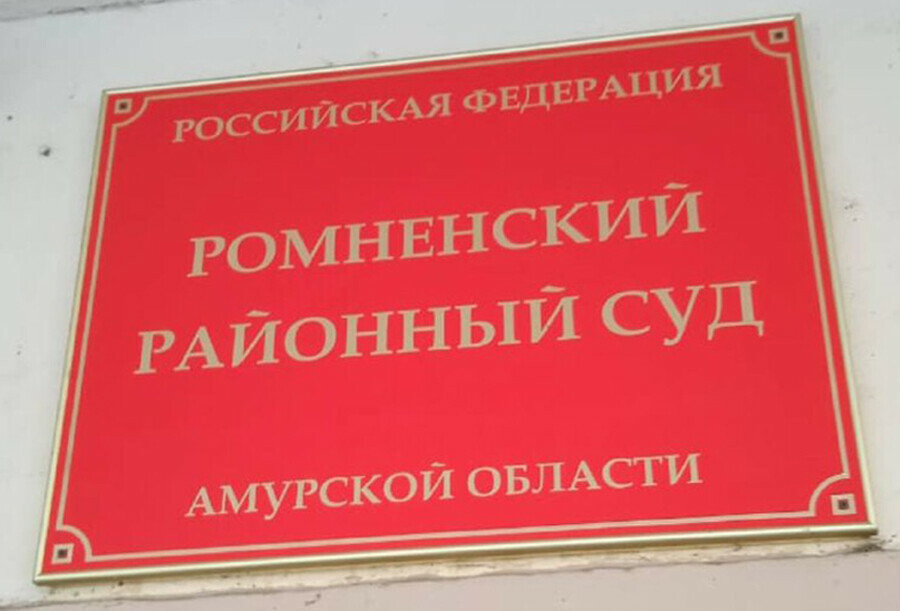 РОССИЙСКАЯ ФЕДЕРАЦИЯ
РОМНЕНСКИЙ
РАЙОННЫЙ СУД
АМУРСКОЙ ОБЛАСТИ